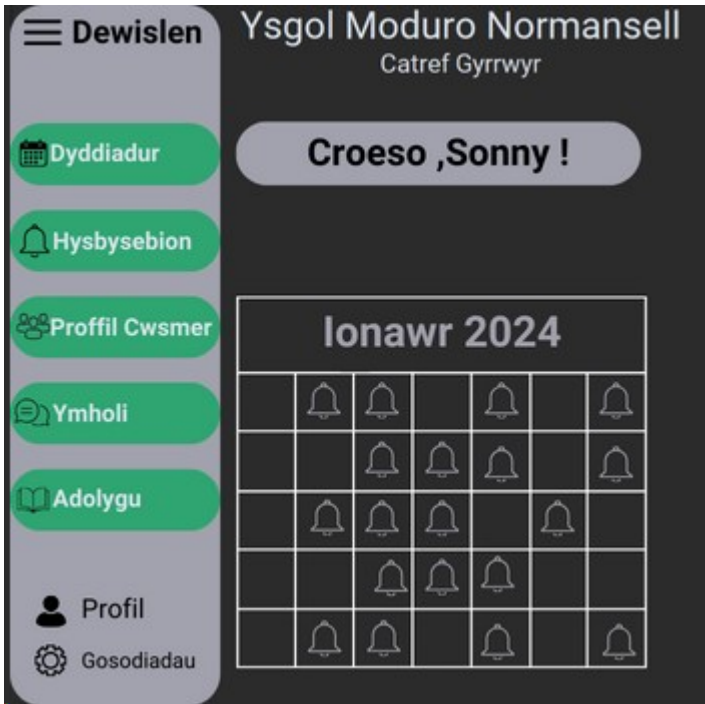 Dewislen
Dyddiadur
Hysbysebion
Proffil Cwsmer
Ymholi
Adolygu
Profil
Gosodiadau
Ysgol Moduro Normansell
Catref Gyrrwyr
Croeso ,Sonny !
Ionawr 2024